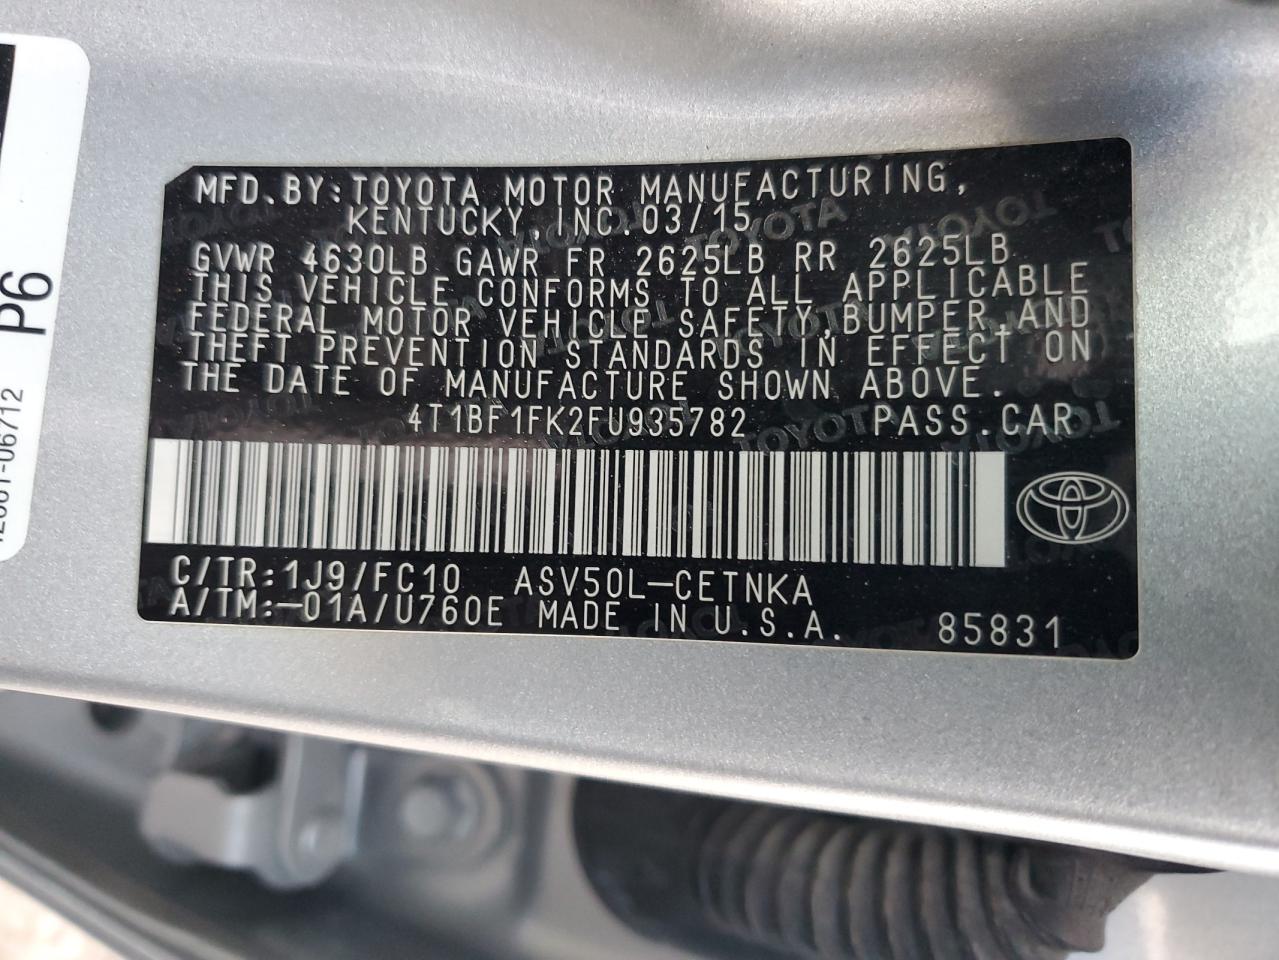 MFD.BY:TOYOTA MOTOR MANUFACTURING,
KENTUCKY, INC. 03/15
GVWR 4630LB GAWR FR 2625LB RR 2625LB
THIS VEHICLE CONFORMS TO ALL APPLICABLE
FEDERAL MOTOR VEHICLE SAFETY, BUMPER, AND
THEFT PREVENTION STANDARDS IN EFFECT ON
THE DATE OF MANUFACTURE SHOWN ABOVE.
4T1BF1FK2FU935782 PASS.CAR
C/TR:1J9/FC10 ASV50L-CETNKA
A/TM:-01A/U760E MADE IN U.S.A. 85831
P6